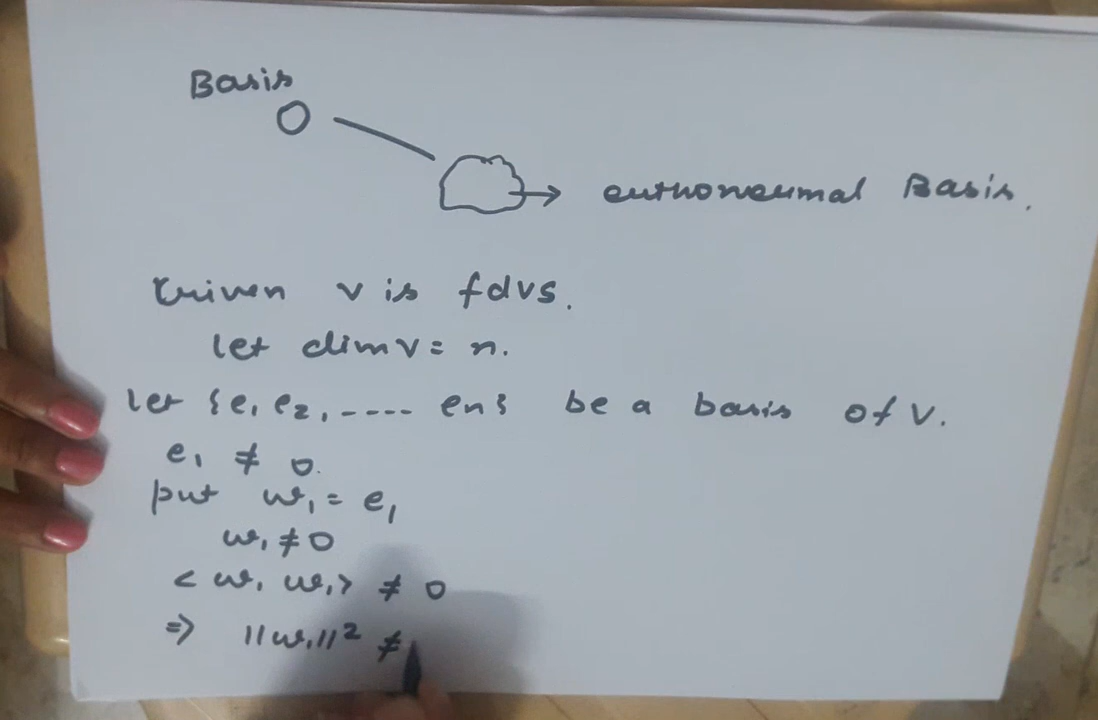 Basis
orthonormal Basis.
Given V is fdvs.
let dim V = n.
let {e₁ e₂, ---- en} be a basis of V.
e₁ ≠ 0.
put w₁ = e₁
w₁ ≠ 0
< w₁ w₁> ≠ 0
⇒ ||w₁||² ≠